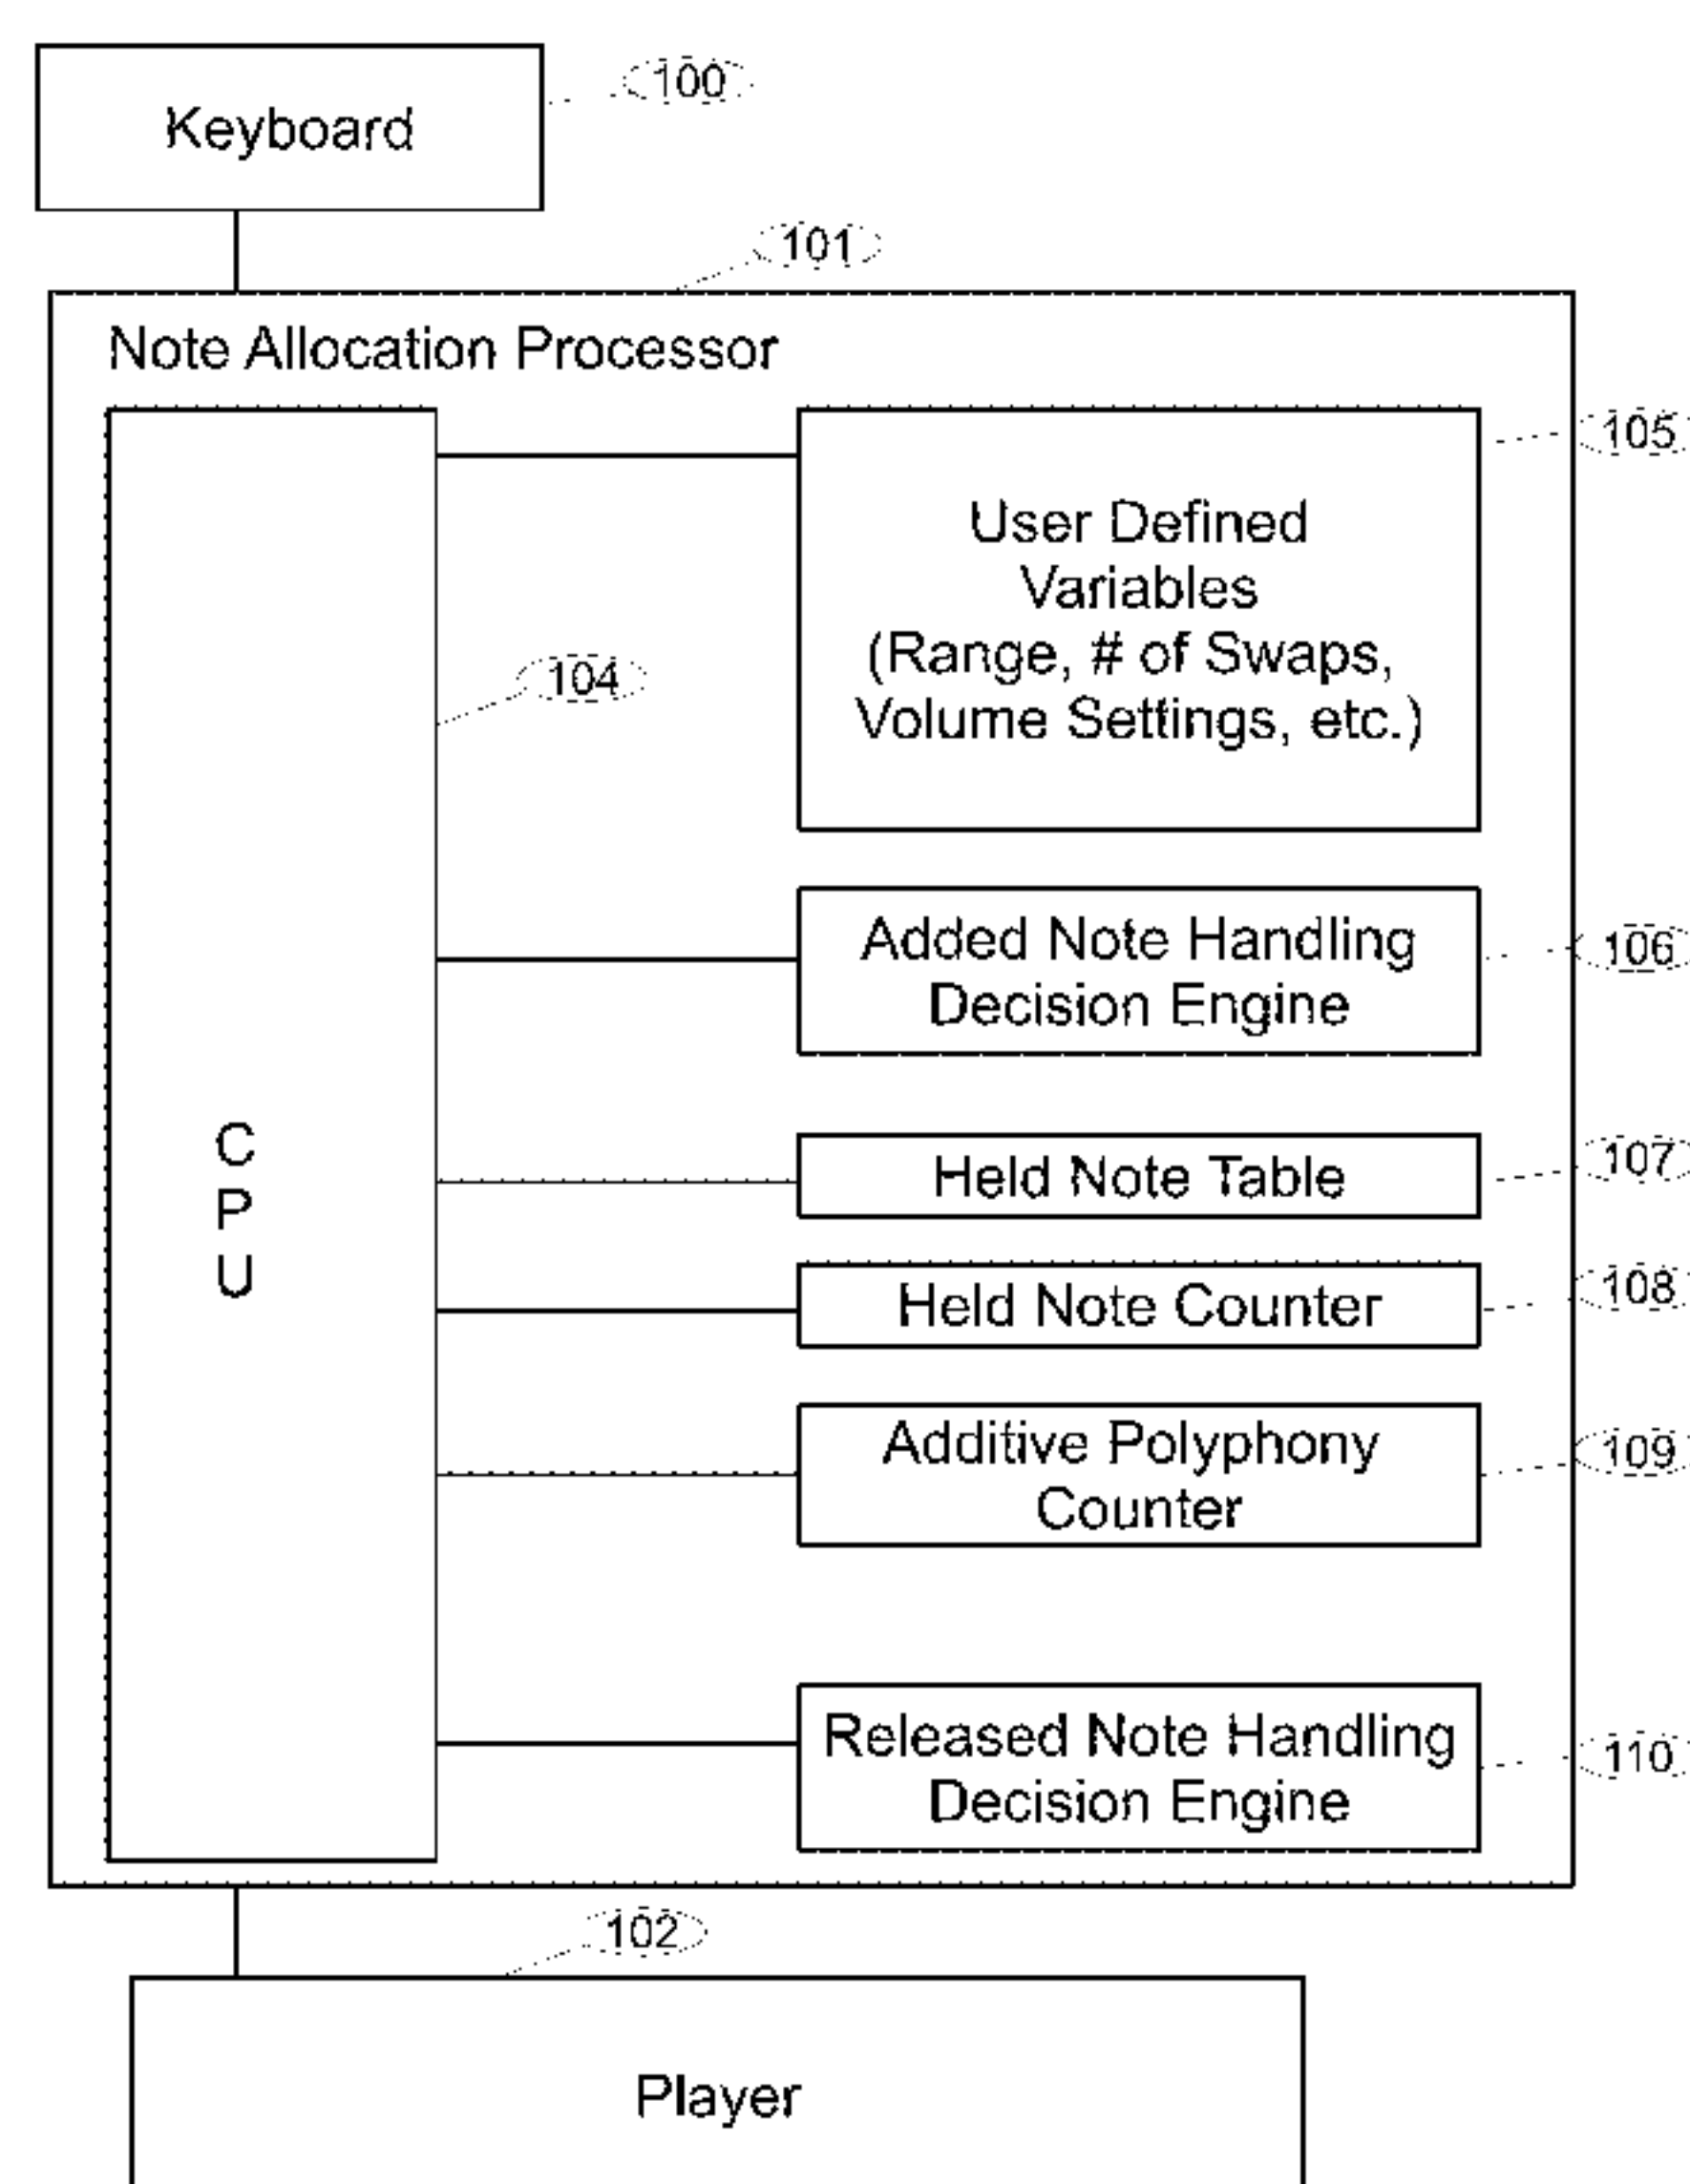 Keyboard
100
101
Note Allocation Processor
105
User Defined
Variables
(Range, # of Swaps,
Volume Settings, etc.)
104
106
Added Note Handling
Decision Engine
C
P
U
107
Held Note Table
108
Held Note Counter
109
Additive Polyphony
Counter
110
Released Note Handling
Decision Engine
102
Player